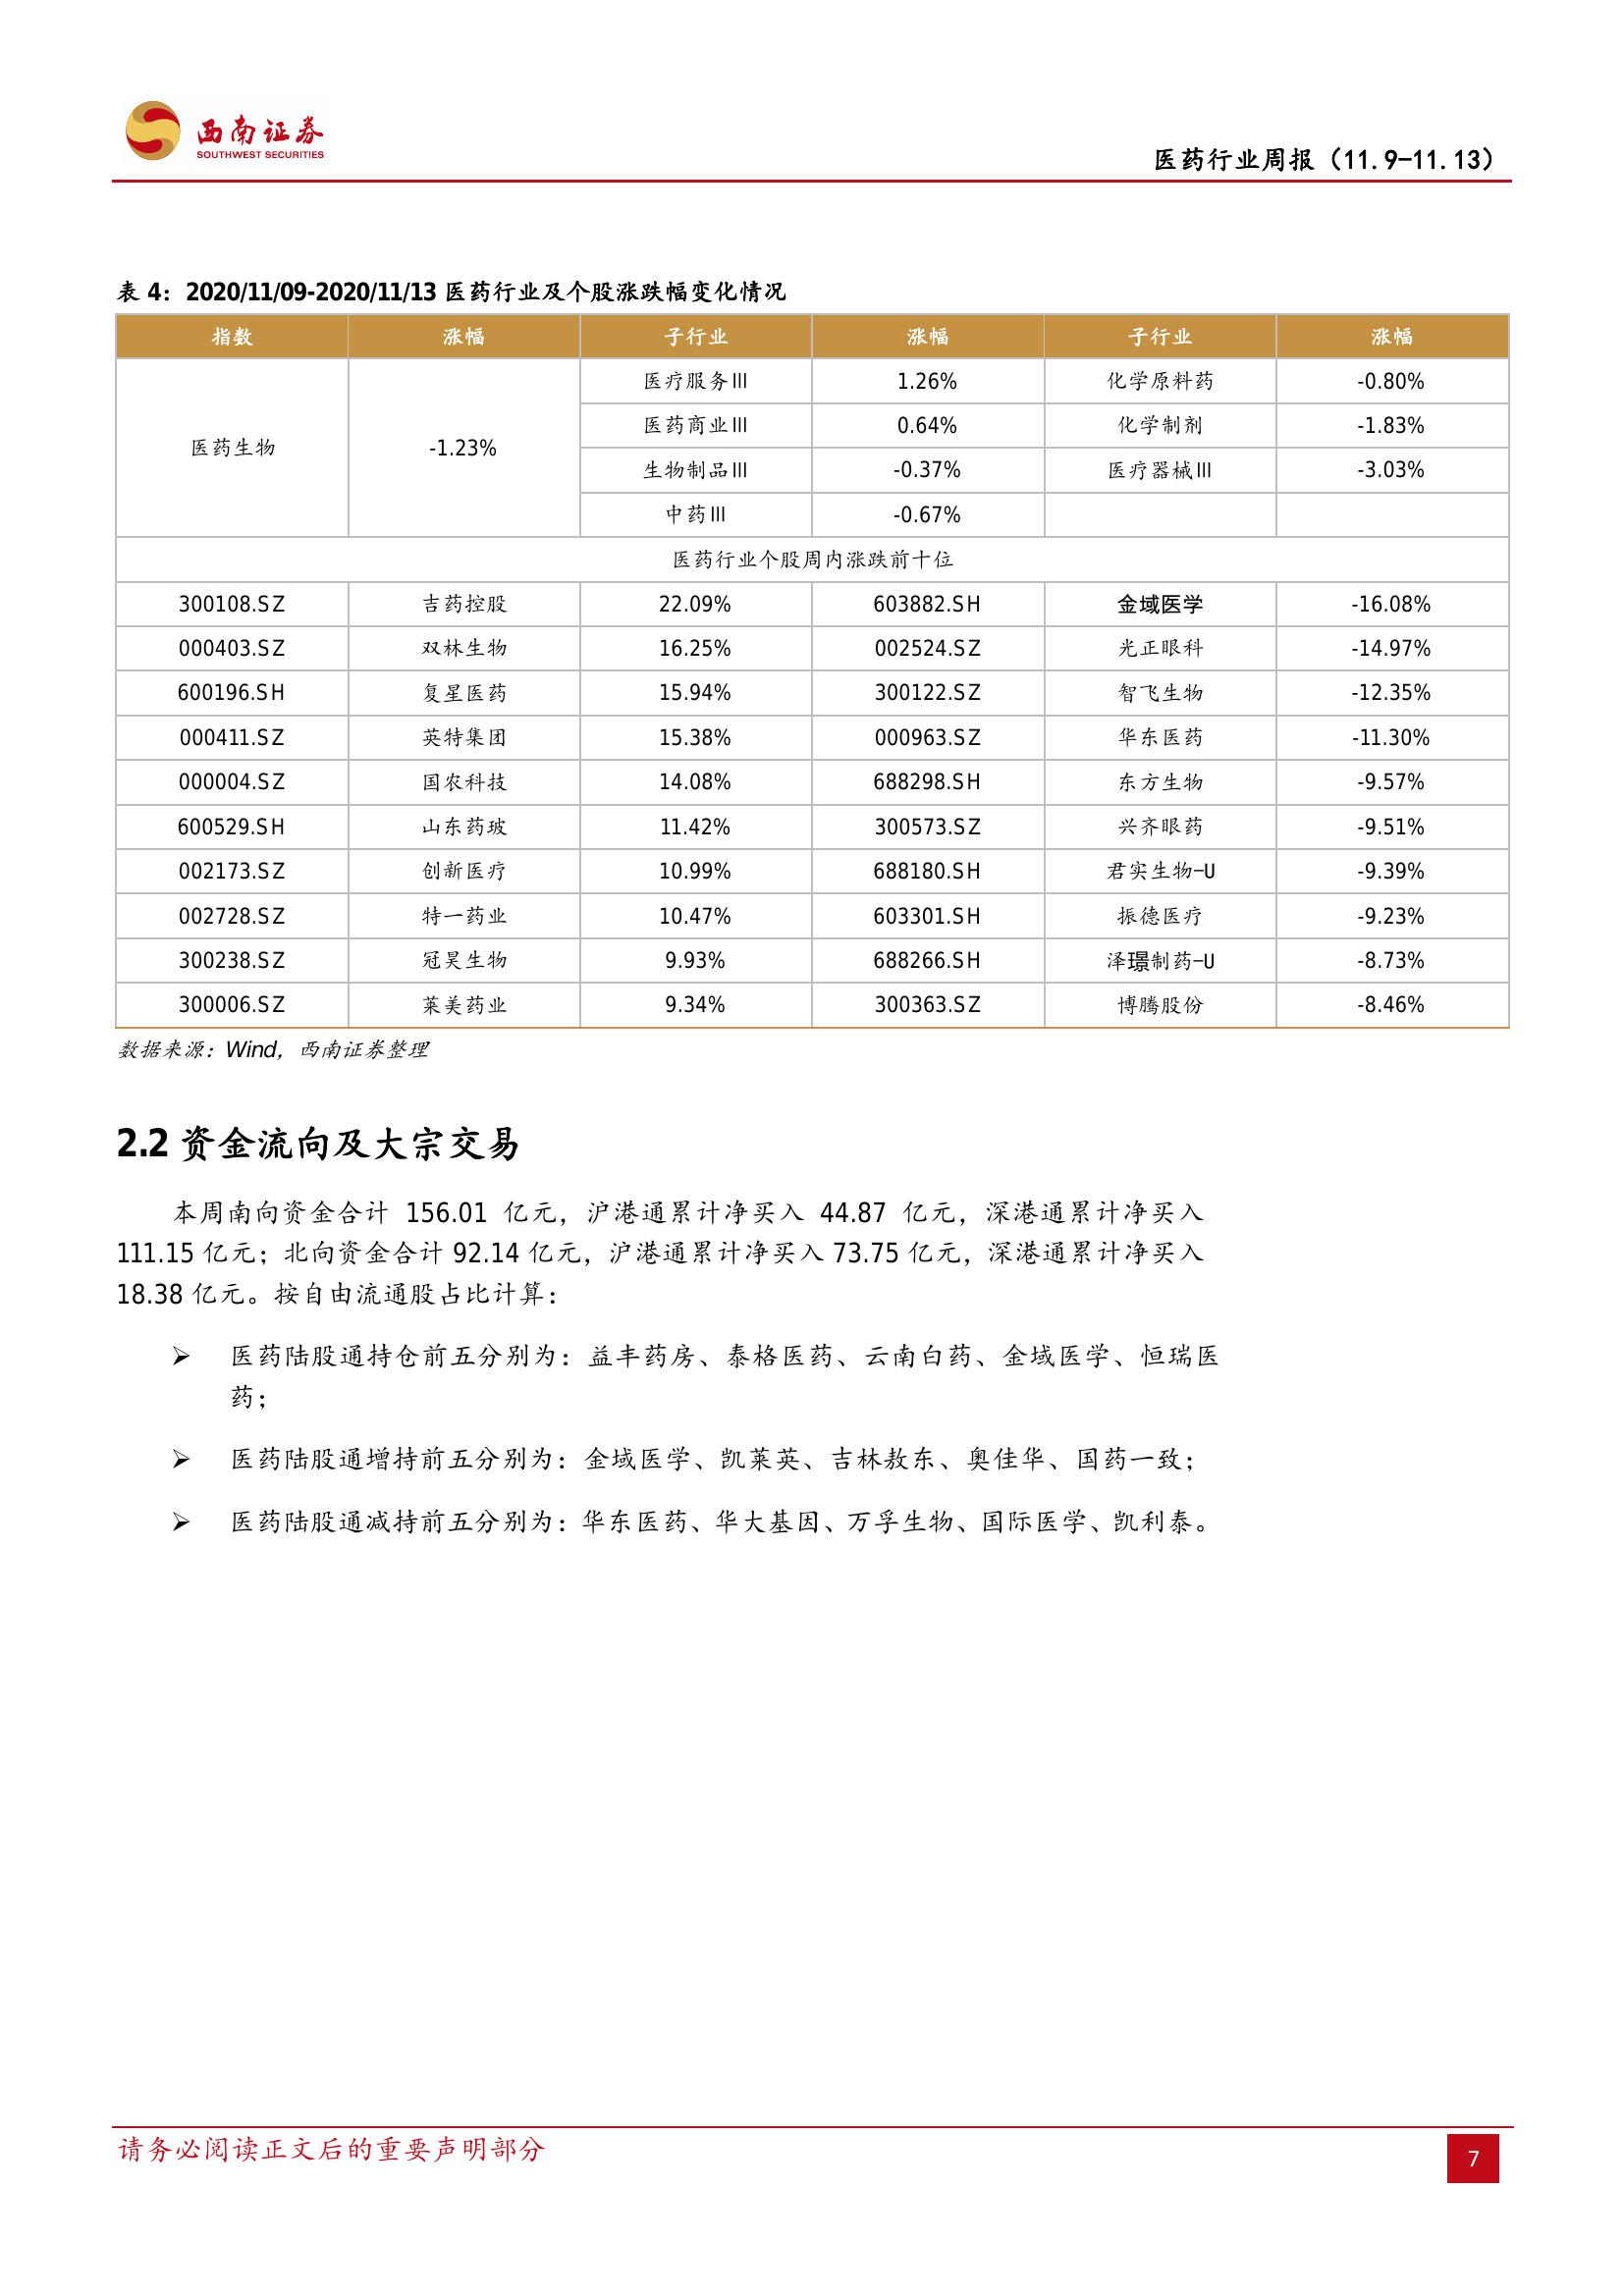 西南证券
SOUTHWEST SECURITIES
医药行业周报（11.9-11.13）
表 4：2020/11/09-2020/11/13 医药行业及个股涨跌幅变化情况
指数 涨幅 子行业 涨幅 子行业 涨幅
医药生物 -1.23% 医疗服务Ⅲ 1.26% 化学原料药 -0.80%
医药商业Ⅲ 0.64% 化学制剂 -1.83%
生物制品Ⅲ -0.37% 医疗器械Ⅲ -3.03%
中药Ⅲ -0.67%
医药行业个股周内涨跌前十位
300108.SZ 吉药控股 22.09% 603882.SH 金域医学 -16.08%
000403.SZ 双林生物 16.25% 002524.SZ 光正眼科 -14.97%
600196.SH 复星医药 15.94% 300122.SZ 智飞生物 -12.35%
000411.SZ 英特集团 15.38% 000963.SZ 华东医药 -11.30%
000004.SZ 国农科技 14.08% 688298.SH 东方生物 -9.57%
600529.SH 山东药玻 11.42% 300573.SZ 兴齐眼药 -9.51%
002173.SZ 创新医疗 10.99% 688180.SH 君实生物-U -9.39%
002728.SZ 特一药业 10.47% 603301.SH 振德医疗 -9.23%
300238.SZ 冠昊生物 9.93% 688266.SH 泽璟制药-U -8.73%
300006.SZ 莱美药业 9.34% 300363.SZ 博腾股份 -8.46%
数据来源：Wind，西南证券整理
2.2 资金流向及大宗交易
本周南向资金合计 156.01 亿元，沪港通累计净买入 44.87 亿元，深港通累计净买入
111.15 亿元；北向资金合计 92.14 亿元，沪港通累计净买入 73.75 亿元，深港通累计净买入
18.38 亿元。按自由流通股占比计算：
➢ 医药陆股通持仓前五分别为：益丰药房、泰格医药、云南白药、金域医学、恒瑞医
药；
➢ 医药陆股通增持前五分别为：金域医学、凯莱英、吉林敖东、奥佳华、国药一致；
➢ 医药陆股通减持前五分别为：华东医药、华大基因、万孚生物、国际医学、凯利泰。
请务必阅读正文后的重要声明部分
7